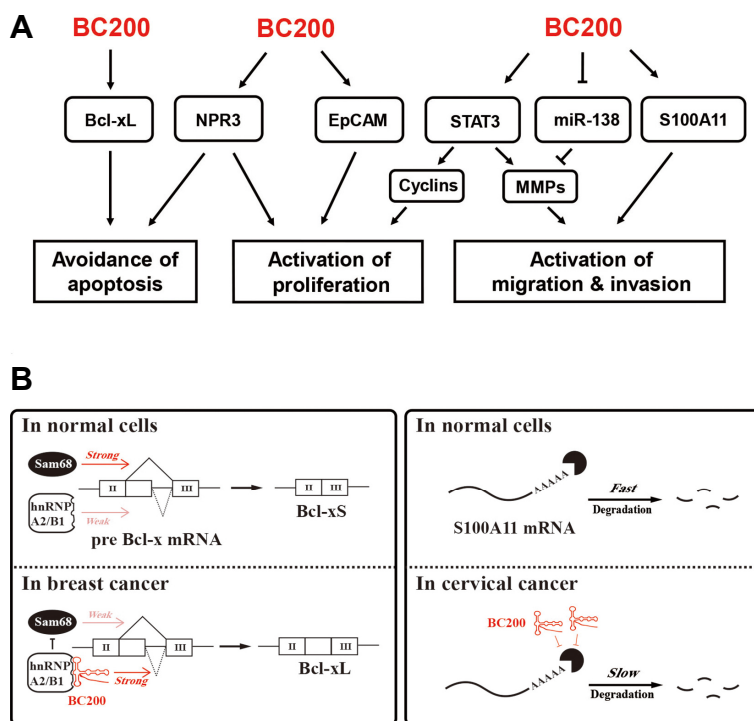 A
BC200 BC200 BC200
Bcl-xL NPR3 EpCAM STAT3 miR-138 S100A11
Cyclins MMPs
Avoidance of
apoptosis
Activation of
proliferation
Activation of
migration & invasion
B
In normal cells
Sam68
Strong
hnRNP
A2/B1
Weak
II III
II III
pre Bcl-x mRNA
Bcl-xS
In breast cancer
Sam68
Weak
hnRNP
A2/B1
BC200
Strong
II III
II III
Bcl-xL
In normal cells
AAAAA
S100A11 mRNA
Fast
Degradation
In cervical cancer
BC200
AAAAA
Slow
Degradation